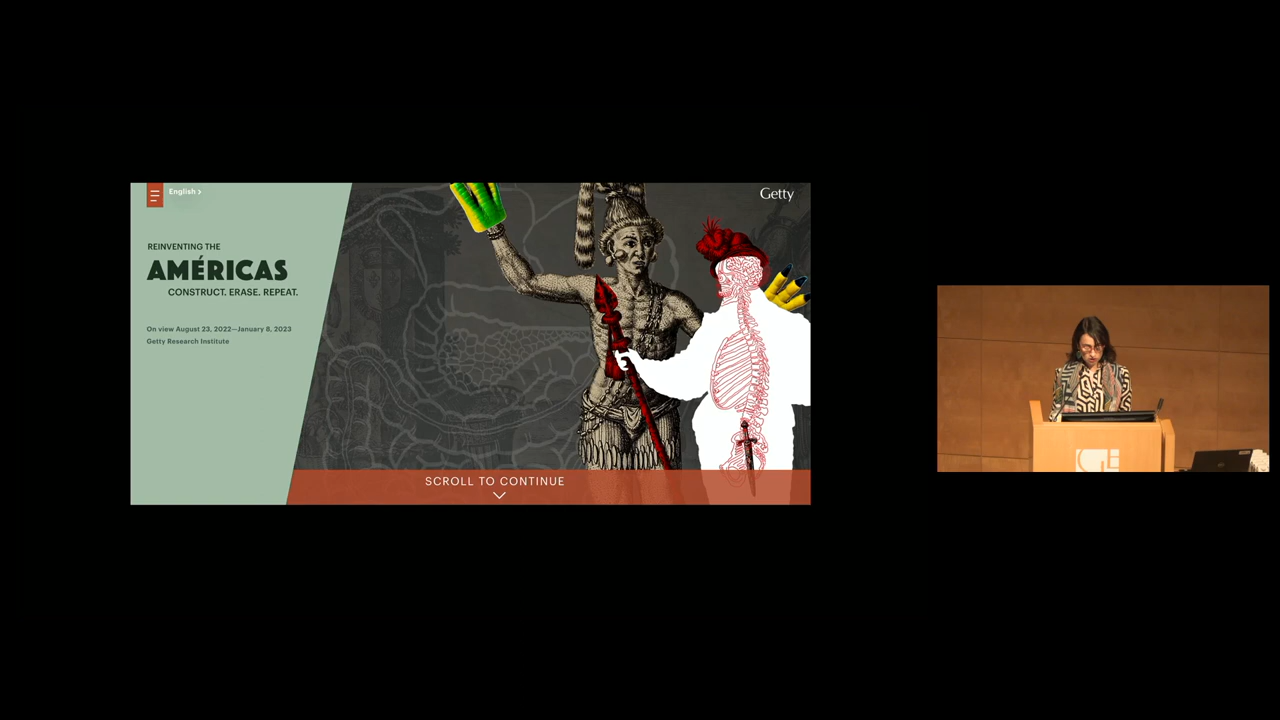 English ›
Getty
REINVENTING THE
AMÉRICAS
CONSTRUCT. ERASE. REPEAT.
On view August 23, 2022—January 8, 2023
Getty Research Institute
SCROLL TO CONTINUE